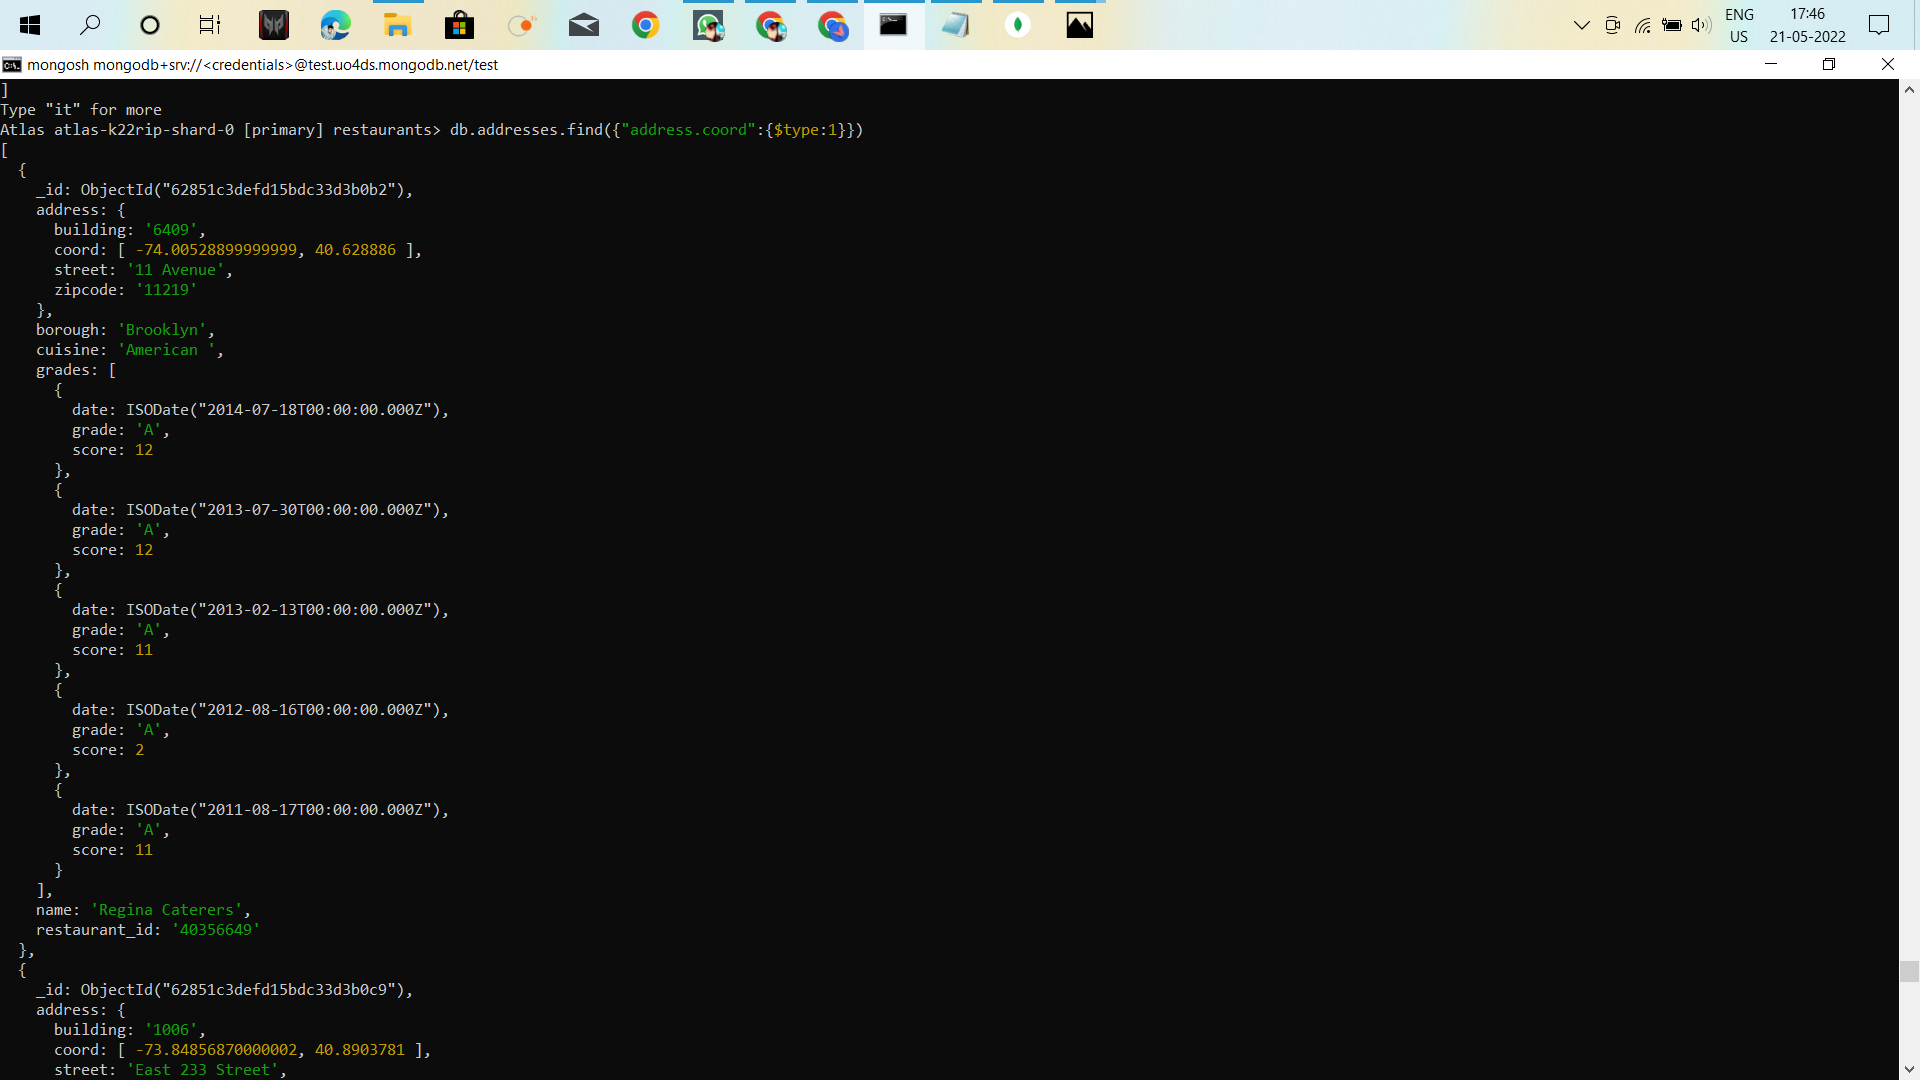 ENG
17:46
US
21-05-2022
mongosh mongodb+srv://<credentials>@test.uo4ds.mongodb.net/test
]
Type "it" for more
Atlas atlas-k22rip-shard-0 [primary] restaurants> db.addresses.find({"address.coord":{$type:1}})
[
  {
    _id: ObjectId("62851c3defd15bdc33d3b0b2"),
    address: {
      building: '6409',
      coord: [ -74.00528899999999, 40.628886 ],
      street: '11 Avenue',
      zipcode: '11219'
    },
    borough: 'Brooklyn',
    cuisine: 'American ',
    grades: [
      {
        date: ISODate("2014-07-18T00:00:00.000Z"),
        grade: 'A',
        score: 12
      },
      {
        date: ISODate("2013-07-30T00:00:00.000Z"),
        grade: 'A',
        score: 12
      },
      {
        date: ISODate("2013-02-13T00:00:00.000Z"),
        grade: 'A',
        score: 11
      },
      {
        date: ISODate("2012-08-16T00:00:00.000Z"),
        grade: 'A',
        score: 2
      },
      {
        date: ISODate("2011-08-17T00:00:00.000Z"),
        grade: 'A',
        score: 11
      }
    ],
    name: 'Regina Caterers',
    restaurant_id: '40356649'
  },
  {
    _id: ObjectId("62851c3defd15bdc33d3b0c9"),
    address: {
      building: '1006',
      coord: [ -73.84856870000002, 40.8903781 ],
      street: 'East 233 Street',